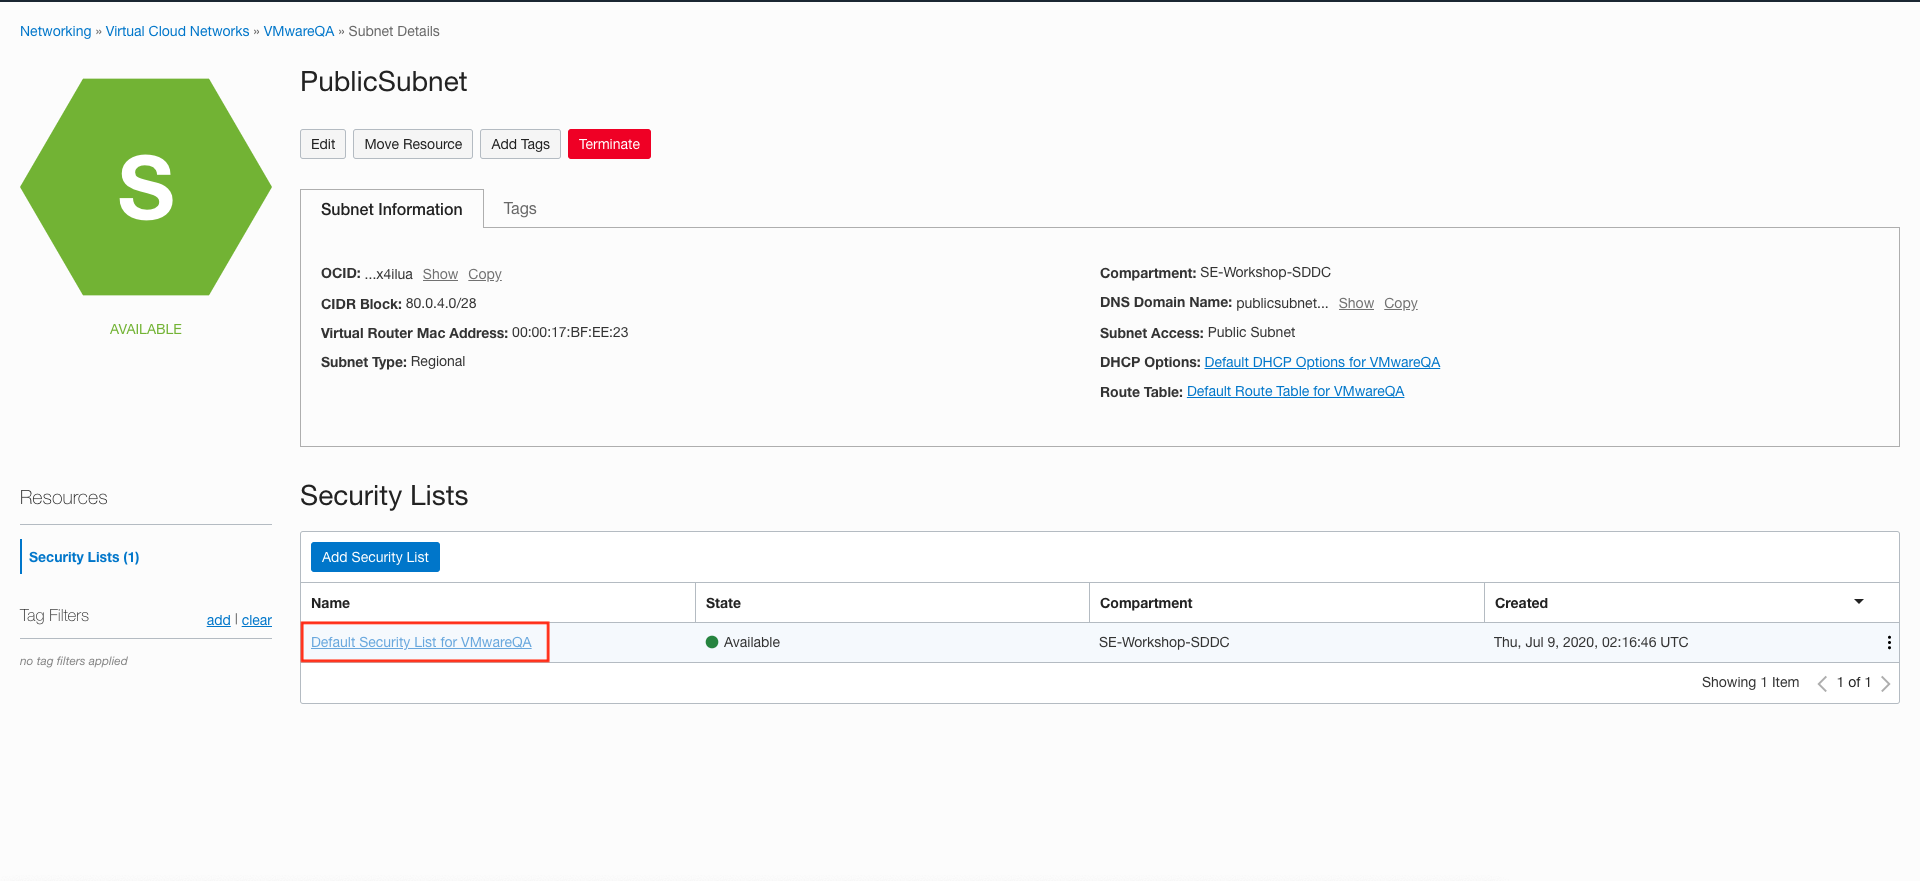 Networking » Virtual Cloud Networks » VMwareQA » Subnet Details
S
AVAILABLE
PublicSubnet
Edit
Move Resource
Add Tags
Terminate
Subnet Information
Tags
OCID: ...x4ilua Show Copy
CIDR Block: 80.0.4.0/28
Virtual Router Mac Address: 00:00:17:BF:EE:23
Subnet Type: Regional
Compartment: SE-Workshop-SDDC
DNS Domain Name: publicsubnet... Show Copy
Subnet Access: Public Subnet
DHCP Options: Default DHCP Options for VMwareQA
Route Table: Default Route Table for VMwareQA
Resources
Security Lists (1)
Tag Filters add | clear
no tag filters applied
Security Lists
Add Security List
Name State Compartment Created
Default Security List for VMwareQA Available SE-Workshop-SDDC Thu, Jul 9, 2020, 02:16:46 UTC
Showing 1 Item 1 of 1